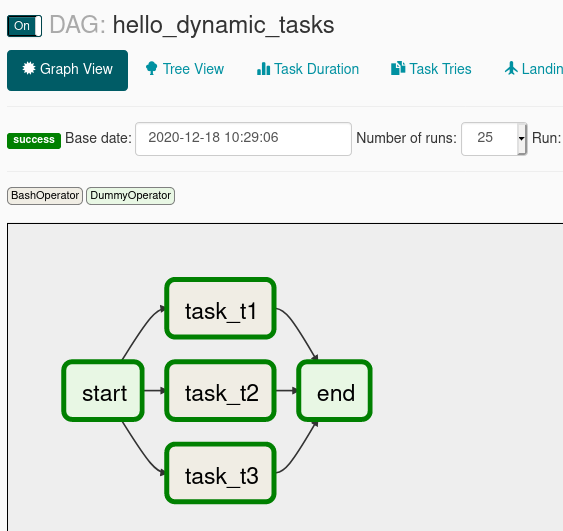 On DAG: hello_dynamic_tasks
Graph View Tree View Task Duration Task Tries Landin
success Base date: 2020-12-18 10:29:06 Number of runs: 25 Run:
BashOperator DummyOperator
task_t1
start task_t2 end
task_t3